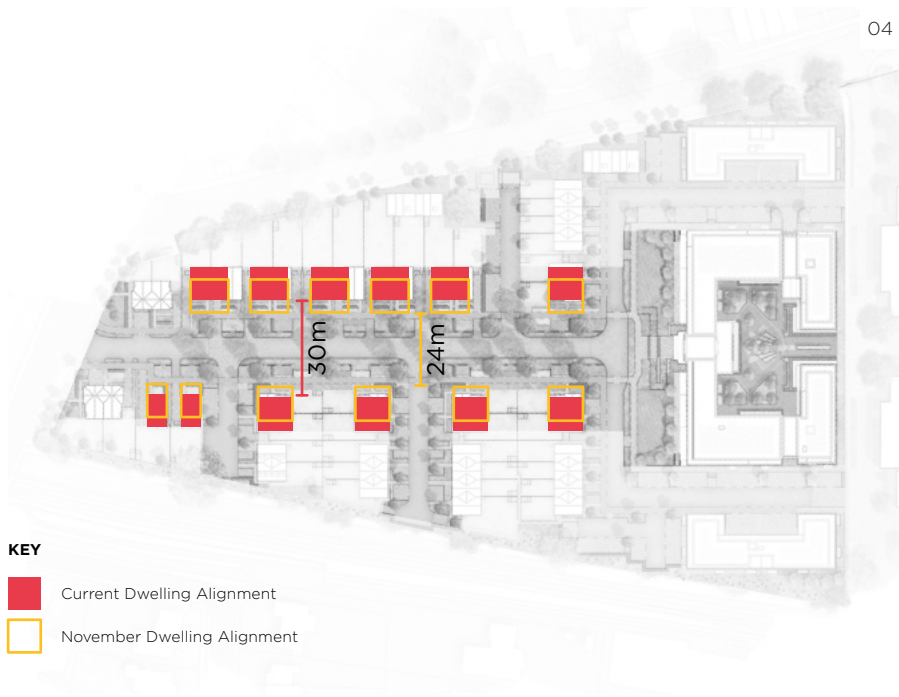 04
30m
24m
KEY
Current Dwelling Alignment
November Dwelling Alignment